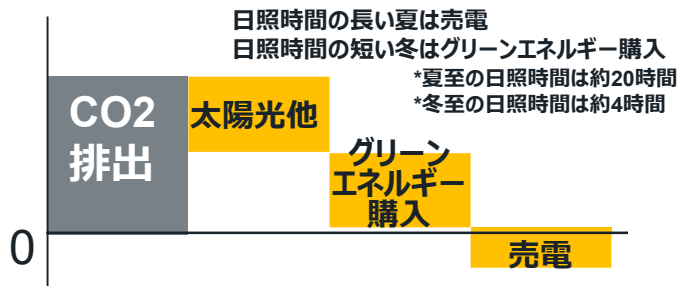 日照時間の長い夏は売電
日照時間の短い冬はグリーンエネルギー購入
*夏至の日照時間は約20時間
*冬至の日照時間は約4時間
CO2
排出
太陽光他
グリーン
エネルギー
購入
売電
0